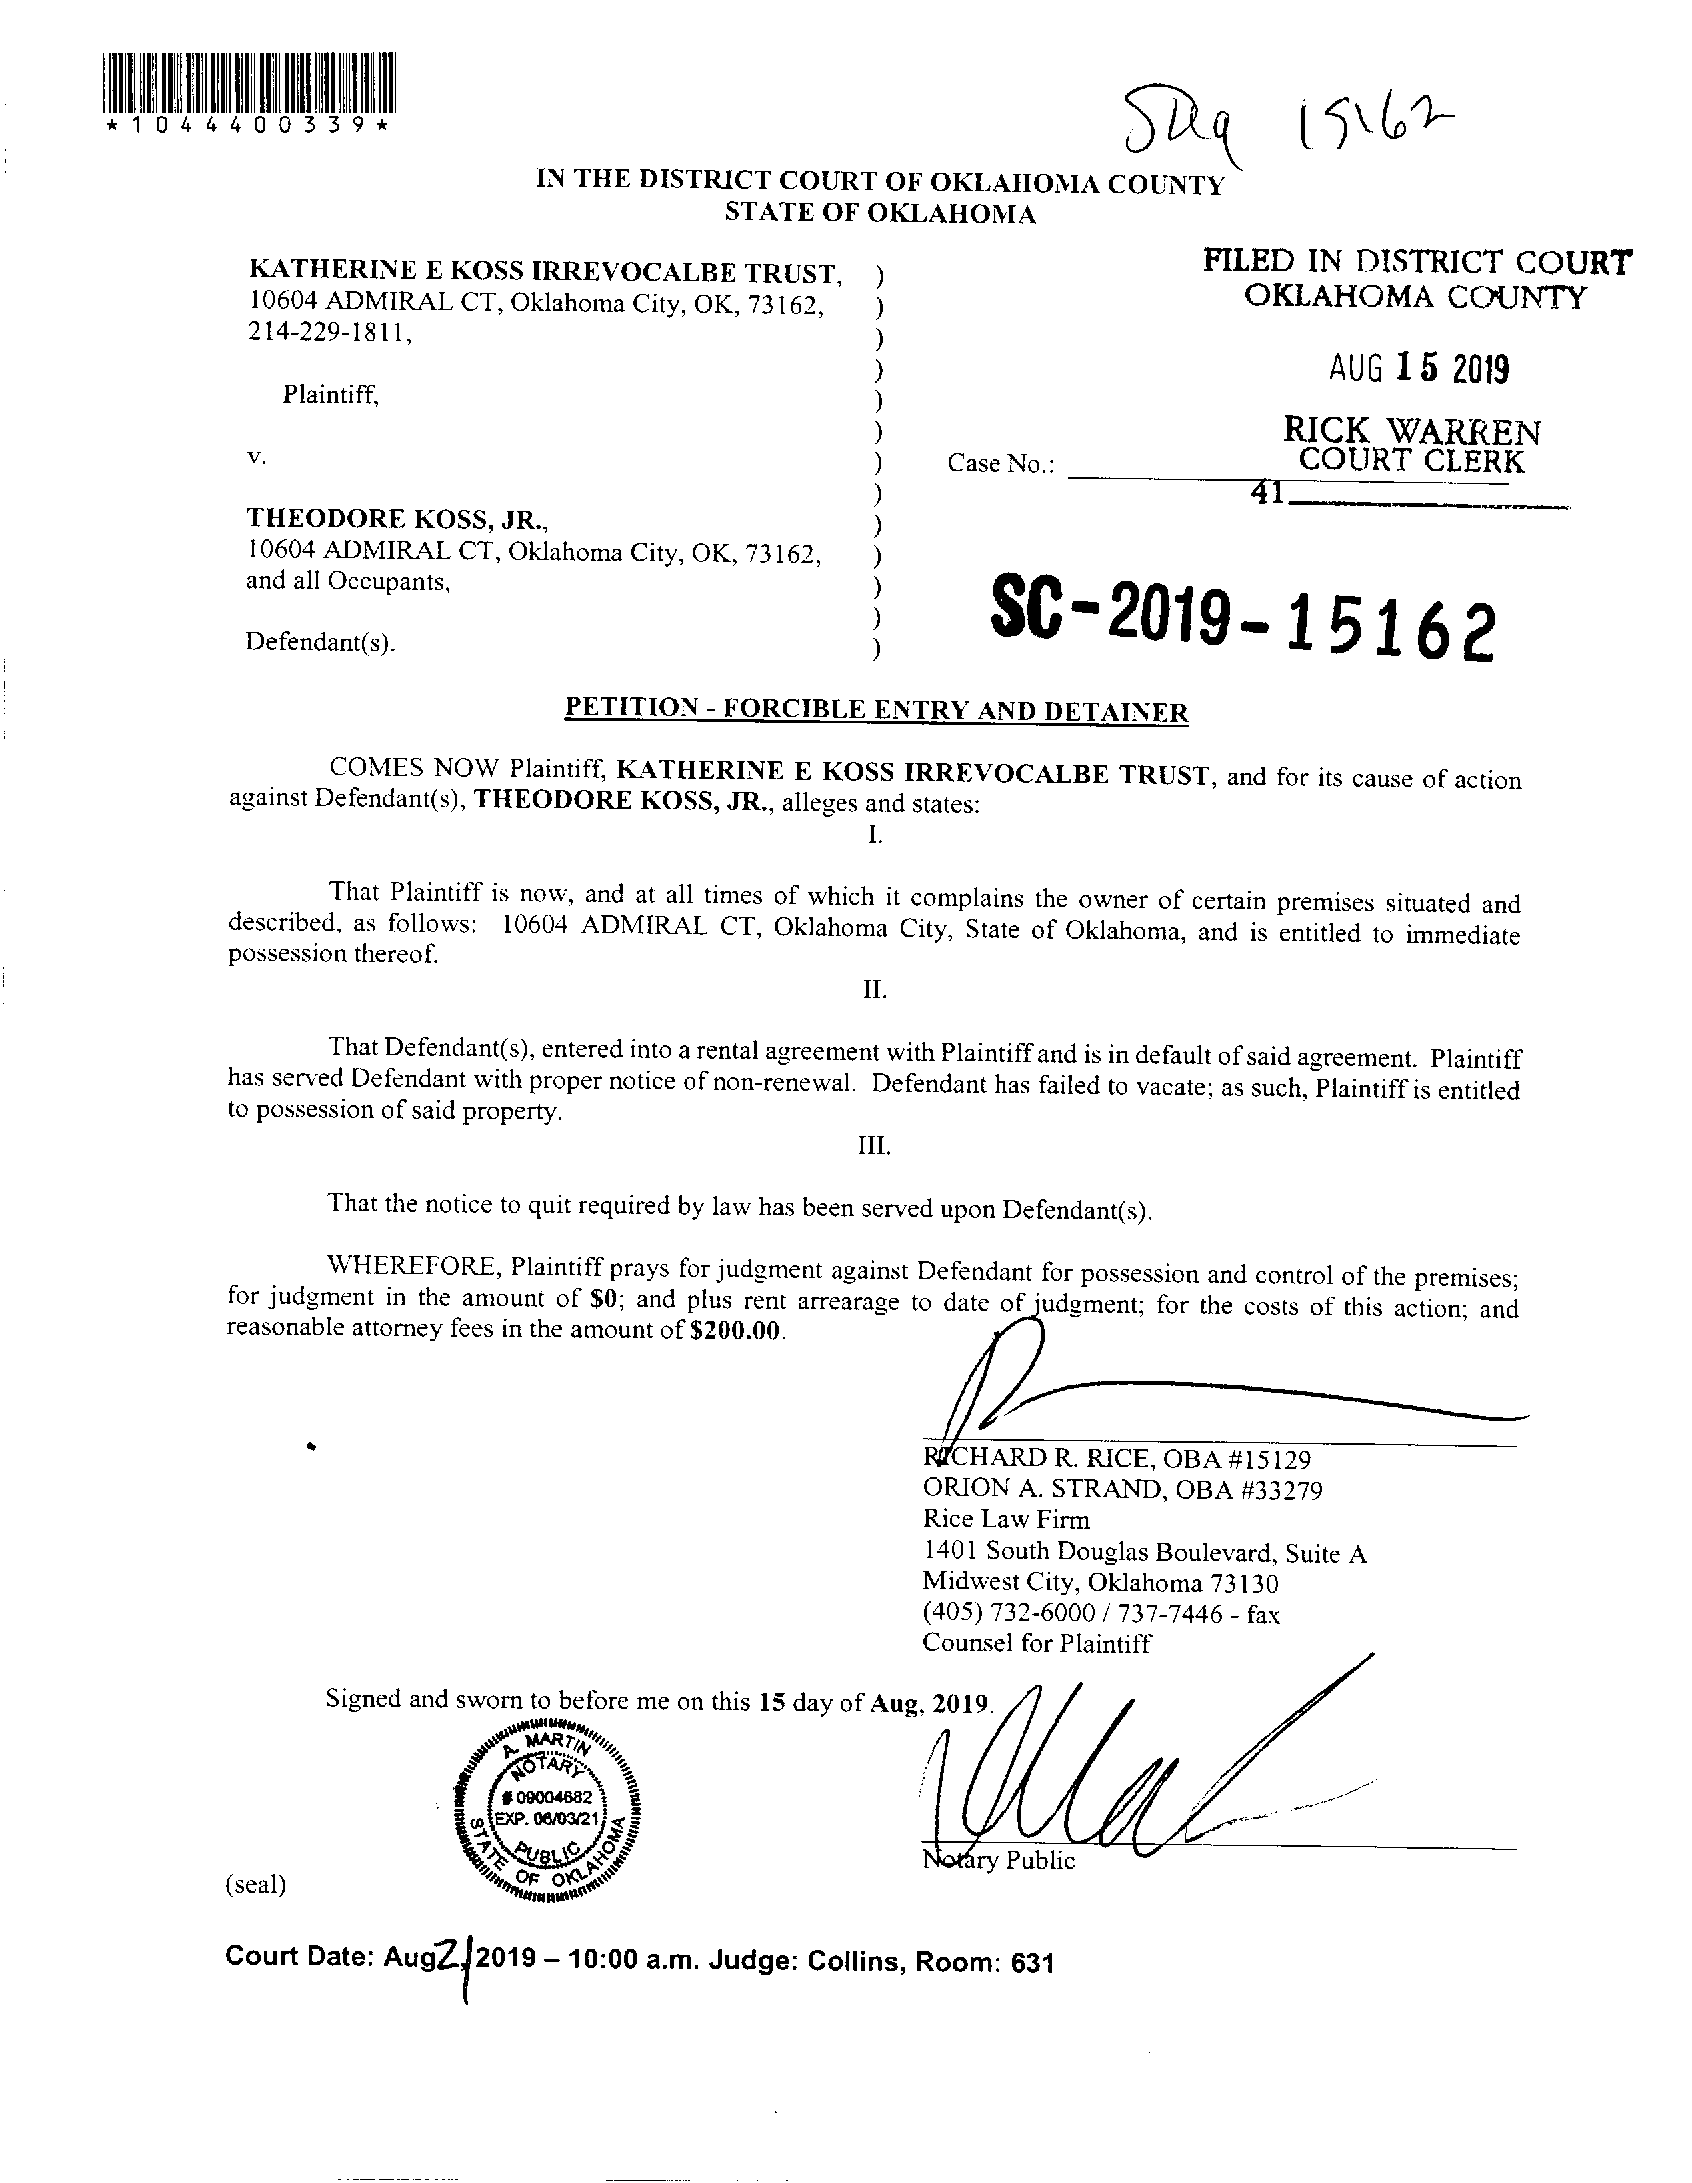 *1044400339*
15162
IN THE DISTRICT COURT OF OKLAHOMA COUNTY
STATE OF OKLAHOMA
KATHERINE E KOSS IRREVOCALBE TRUST, )
10604 ADMIRAL CT, Oklahoma City, OK, 73162, )
214-229-1811, )
)
Plaintiff, )
)
v. )
)
THEODORE KOSS, JR., )
10604 ADMIRAL CT, Oklahoma City, OK, 73162, )
and all Occupants, )
)
Defendant(s). )
FILED IN DISTRICT COURT
OKLAHOMA COUNTY
AUG 15 2019
RICK WARREN
COURT CLERK
Case No.:
41
SC-2019-15162
PETITION - FORCIBLE ENTRY AND DETAINER
COMES NOW Plaintiff, KATHERINE E KOSS IRREVOCALBE TRUST, and for its cause of action
against Defendant(s), THEODORE KOSS, JR., alleges and states:
I.
That Plaintiff is now, and at all times of which it complains the owner of certain premises situated and
described, as follows: 10604 ADMIRAL CT, Oklahoma City, State of Oklahoma, and is entitled to immediate
possession thereof.
II.
That Defendant(s), entered into a rental agreement with Plaintiff and is in default of said agreement. Plaintiff
has served Defendant with proper notice of non-renewal. Defendant has failed to vacate; as such, Plaintiff is entitled
to possession of said property.
III.
That the notice to quit required by law has been served upon Defendant(s).
WHEREFORE, Plaintiff prays for judgment against Defendant for possession and control of the premises;
for judgment in the amount of $0; and plus rent arrearage to date of judgment; for the costs of this action; and
reasonable attorney fees in the amount of $200.00.
RICHARD R. RICE, OBA #15129
ORION A. STRAND, OBA #33279
Rice Law Firm
1401 South Douglas Boulevard, Suite A
Midwest City, Oklahoma 73130
(405) 732-6000 / 737-7446 - fax
Counsel for Plaintiff
Signed and sworn to before me on this 15 day of Aug, 2019.
A. MARTIN
NOTARY
# 09004682
EXP. 06/03/21
PUBLIC
STATE OF OKLAHOMA
Notary Public
(seal)
Court Date: Aug 21 2019 – 10:00 a.m. Judge: Collins, Room: 631